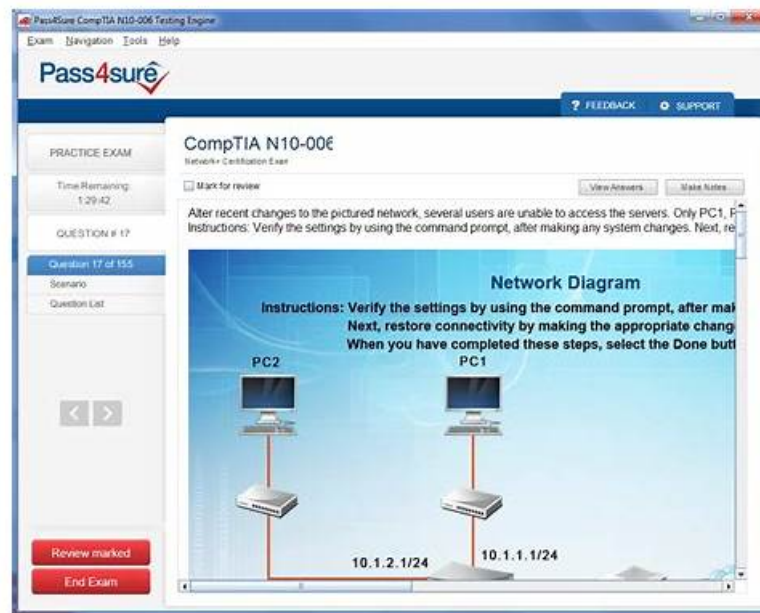 Pass4Sure CompTIA N10-006 Testing Engine
Exam Navigation Tools Help
Pass4sure
? FEEDBACK SUPPORT
PRACTICE EXAM
Time Remaining:
1:29:42
QUESTION # 17
Question 17 of 155
Scenario
Question List
Review marked
End Exam
CompTIA N10-006
Network+ Certification Exam
Mark for review
View Answers Make Notes
After recent changes to the pictured network, several users are unable to access the servers. Only PC1, P
Instructions: Verify the settings by using the command prompt, after making any system changes. Next, re
Network Diagram
Instructions: Verify the settings by using the command prompt, after mak
Next, restore connectivity by making the appropriate chang
When you have completed these steps, select the Done butt
PC2 PC1
10.1.2.1/24 10.1.1.1/24